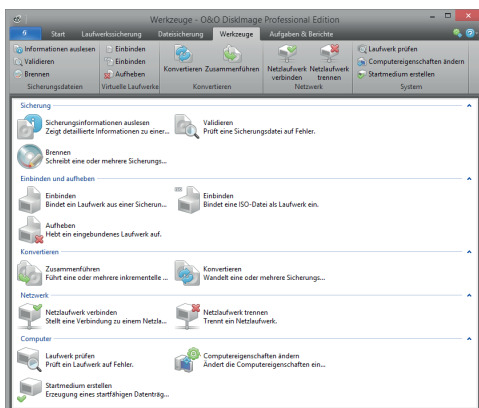 Werkzeuge - O&O DiskImage Professional Edition
Start Laufwerkssicherung Dateisicherung Werkzeuge Aufgaben & Berichte
Informationen auslesen
Validieren
Brennen
Sicherungsdateien
Einbinden
Einbinden
Aufheben
Virtuelle Laufwerke
Konvertieren Zusammenführen
Konvertieren
Netzlaufwerk verbinden
Netzlaufwerk trennen
Netzwerk
Laufwerk prüfen
Computereigenschaften ändern
Startmedium erstellen
System
Sicherung
Sicherungsinformationen auslesen
Zeigt detaillierte Informationen zu einer...
Validieren
Prüft eine Sicherungsdatei auf Fehler.
Brennen
Schreibt eine oder mehrere Sicherungs...
Einbinden und aufheben
Einbinden
Bindet ein Laufwerk aus einer Sicherun...
Einbinden
Bindet eine ISO-Datei als Laufwerk ein.
Aufheben
Hebt ein eingebundenes Laufwerk auf.
Konvertieren
Zusammenführen
Führt eine oder mehrere inkrementelle ...
Konvertieren
Wandelt eine oder mehrere Sicherungs...
Netzwerk
Netzlaufwerk verbinden
Stellt eine Verbindung zu einem Netzla...
Netzlaufwerk trennen
Trennt ein Netzlaufwerk.
Computer
Laufwerk prüfen
Prüft ein Laufwerk auf Fehler.
Computereigenschaften ändern
Ändert die Computereigenschaften ein...
Startmedium erstellen
Erzeugung eines startfähigen Datenträg...